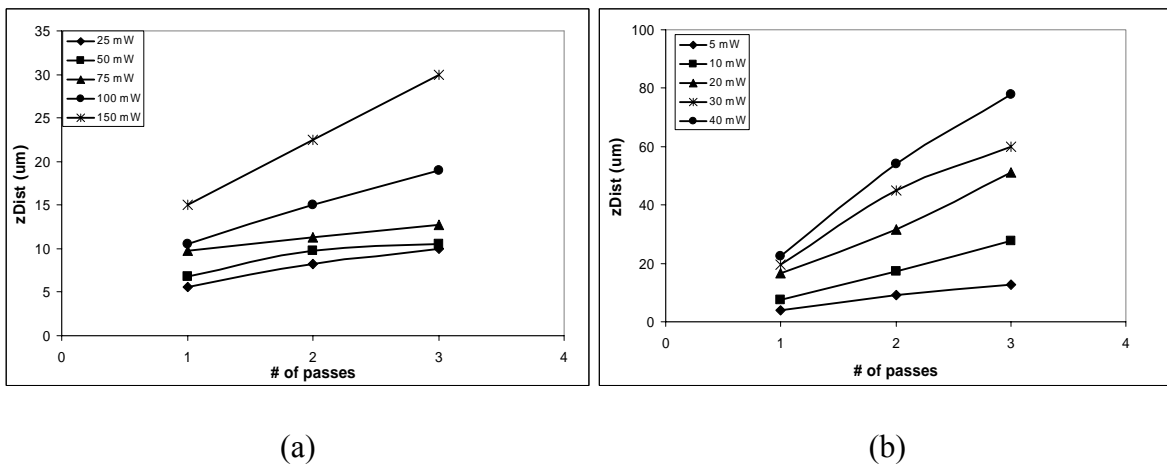 25 mW
50 mW
75 mW
100 mW
150 mW
35
30
25
20
15
10
5
0
zDist (um)
0 1 2 3 4
# of passes
(a)
5 mW
10 mW
20 mW
30 mW
40 mW
100
80
60
40
20
0
zDist (um)
0 1 2 3 4
# of passes
(b)